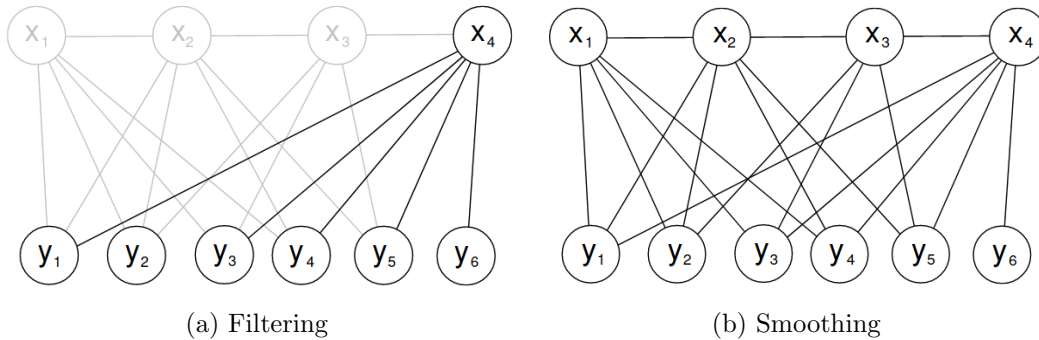 x₁ x₂ x₃ x₄ x₁ x₂ x₃ x₄
y₁ y₂ y₃ y₄ y₅ y₆ y₁ y₂ y₃ y₄ y₅ y₆
(a) Filtering (b) Smoothing